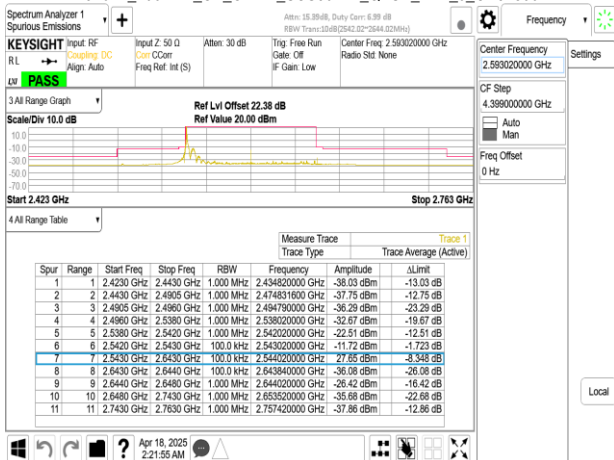 Spectrum Analyzer 1
Spurious Emissions
Attn: 15.39dB, Duty Corr: 6.99 dB
RBW Trans:10dB(2542.02~2644.02MHz)
Frequency
KEYSIGHT
Input: RF
Input Z: 50 Ω
Atten: 30 dB
Trig: Free Run
Center Freq: 2.593020000 GHz
RL
Coupling: DC
Corr CCorr
Gate: Off
Radio Std: None
Align: Auto
Freq Ref: Int (S)
IF Gain: Low
LXI
PASS
Center Frequency
2.593020000 GHz
Settings
CF Step
4.399000000 GHz
Auto
Man
Freq Offset
0 Hz
3 All Range Graph
Ref Lvl Offset 22.38 dB
Scale/Div 10.0 dB
Ref Value 20.00 dBm
10.0
-10.0
-30.0
-50.0
-70.0
Start 2.423 GHz
Stop 2.763 GHz
4 All Range Table
Measure Trace Trace 1
Trace Type Trace Average (Active)
Spur Range Start Freq Stop Freq RBW Frequency Amplitude ΔLimit
1 1 2.4230 GHz 2.4430 GHz 1.000 MHz 2.434820000 GHz -38.03 dBm -13.03 dB
2 2 2.4430 GHz 2.4905 GHz 1.000 MHz 2.474831600 GHz -37.75 dBm -12.75 dB
3 3 2.4905 GHz 2.4960 GHz 1.000 MHz 2.494790000 GHz -36.29 dBm -23.29 dB
4 4 2.4960 GHz 2.5380 GHz 1.000 MHz 2.538020000 GHz -32.67 dBm -19.67 dB
5 5 2.5380 GHz 2.5420 GHz 1.000 MHz 2.542020000 GHz -22.51 dBm -12.51 dB
6 6 2.5420 GHz 2.5430 GHz 100.0 kHz 2.543020000 GHz -11.72 dBm -1.723 dB
7 7 2.5430 GHz 2.6430 GHz 100.0 kHz 2.544020000 GHz 27.65 dBm -8.348 dB
8 8 2.6430 GHz 2.6440 GHz 100.0 kHz 2.643840000 GHz -36.08 dBm -26.08 dB
9 9 2.6440 GHz 2.6480 GHz 1.000 MHz 2.644020000 GHz -26.42 dBm -16.42 dB
10 10 2.6480 GHz 2.7430 GHz 1.000 MHz 2.653520000 GHz -35.68 dBm -22.68 dB
11 11 2.7430 GHz 2.7630 GHz 1.000 MHz 2.757420000 GHz -37.86 dBm -12.86 dB
Local
?
Apr 18, 2025
2:21:55 AM